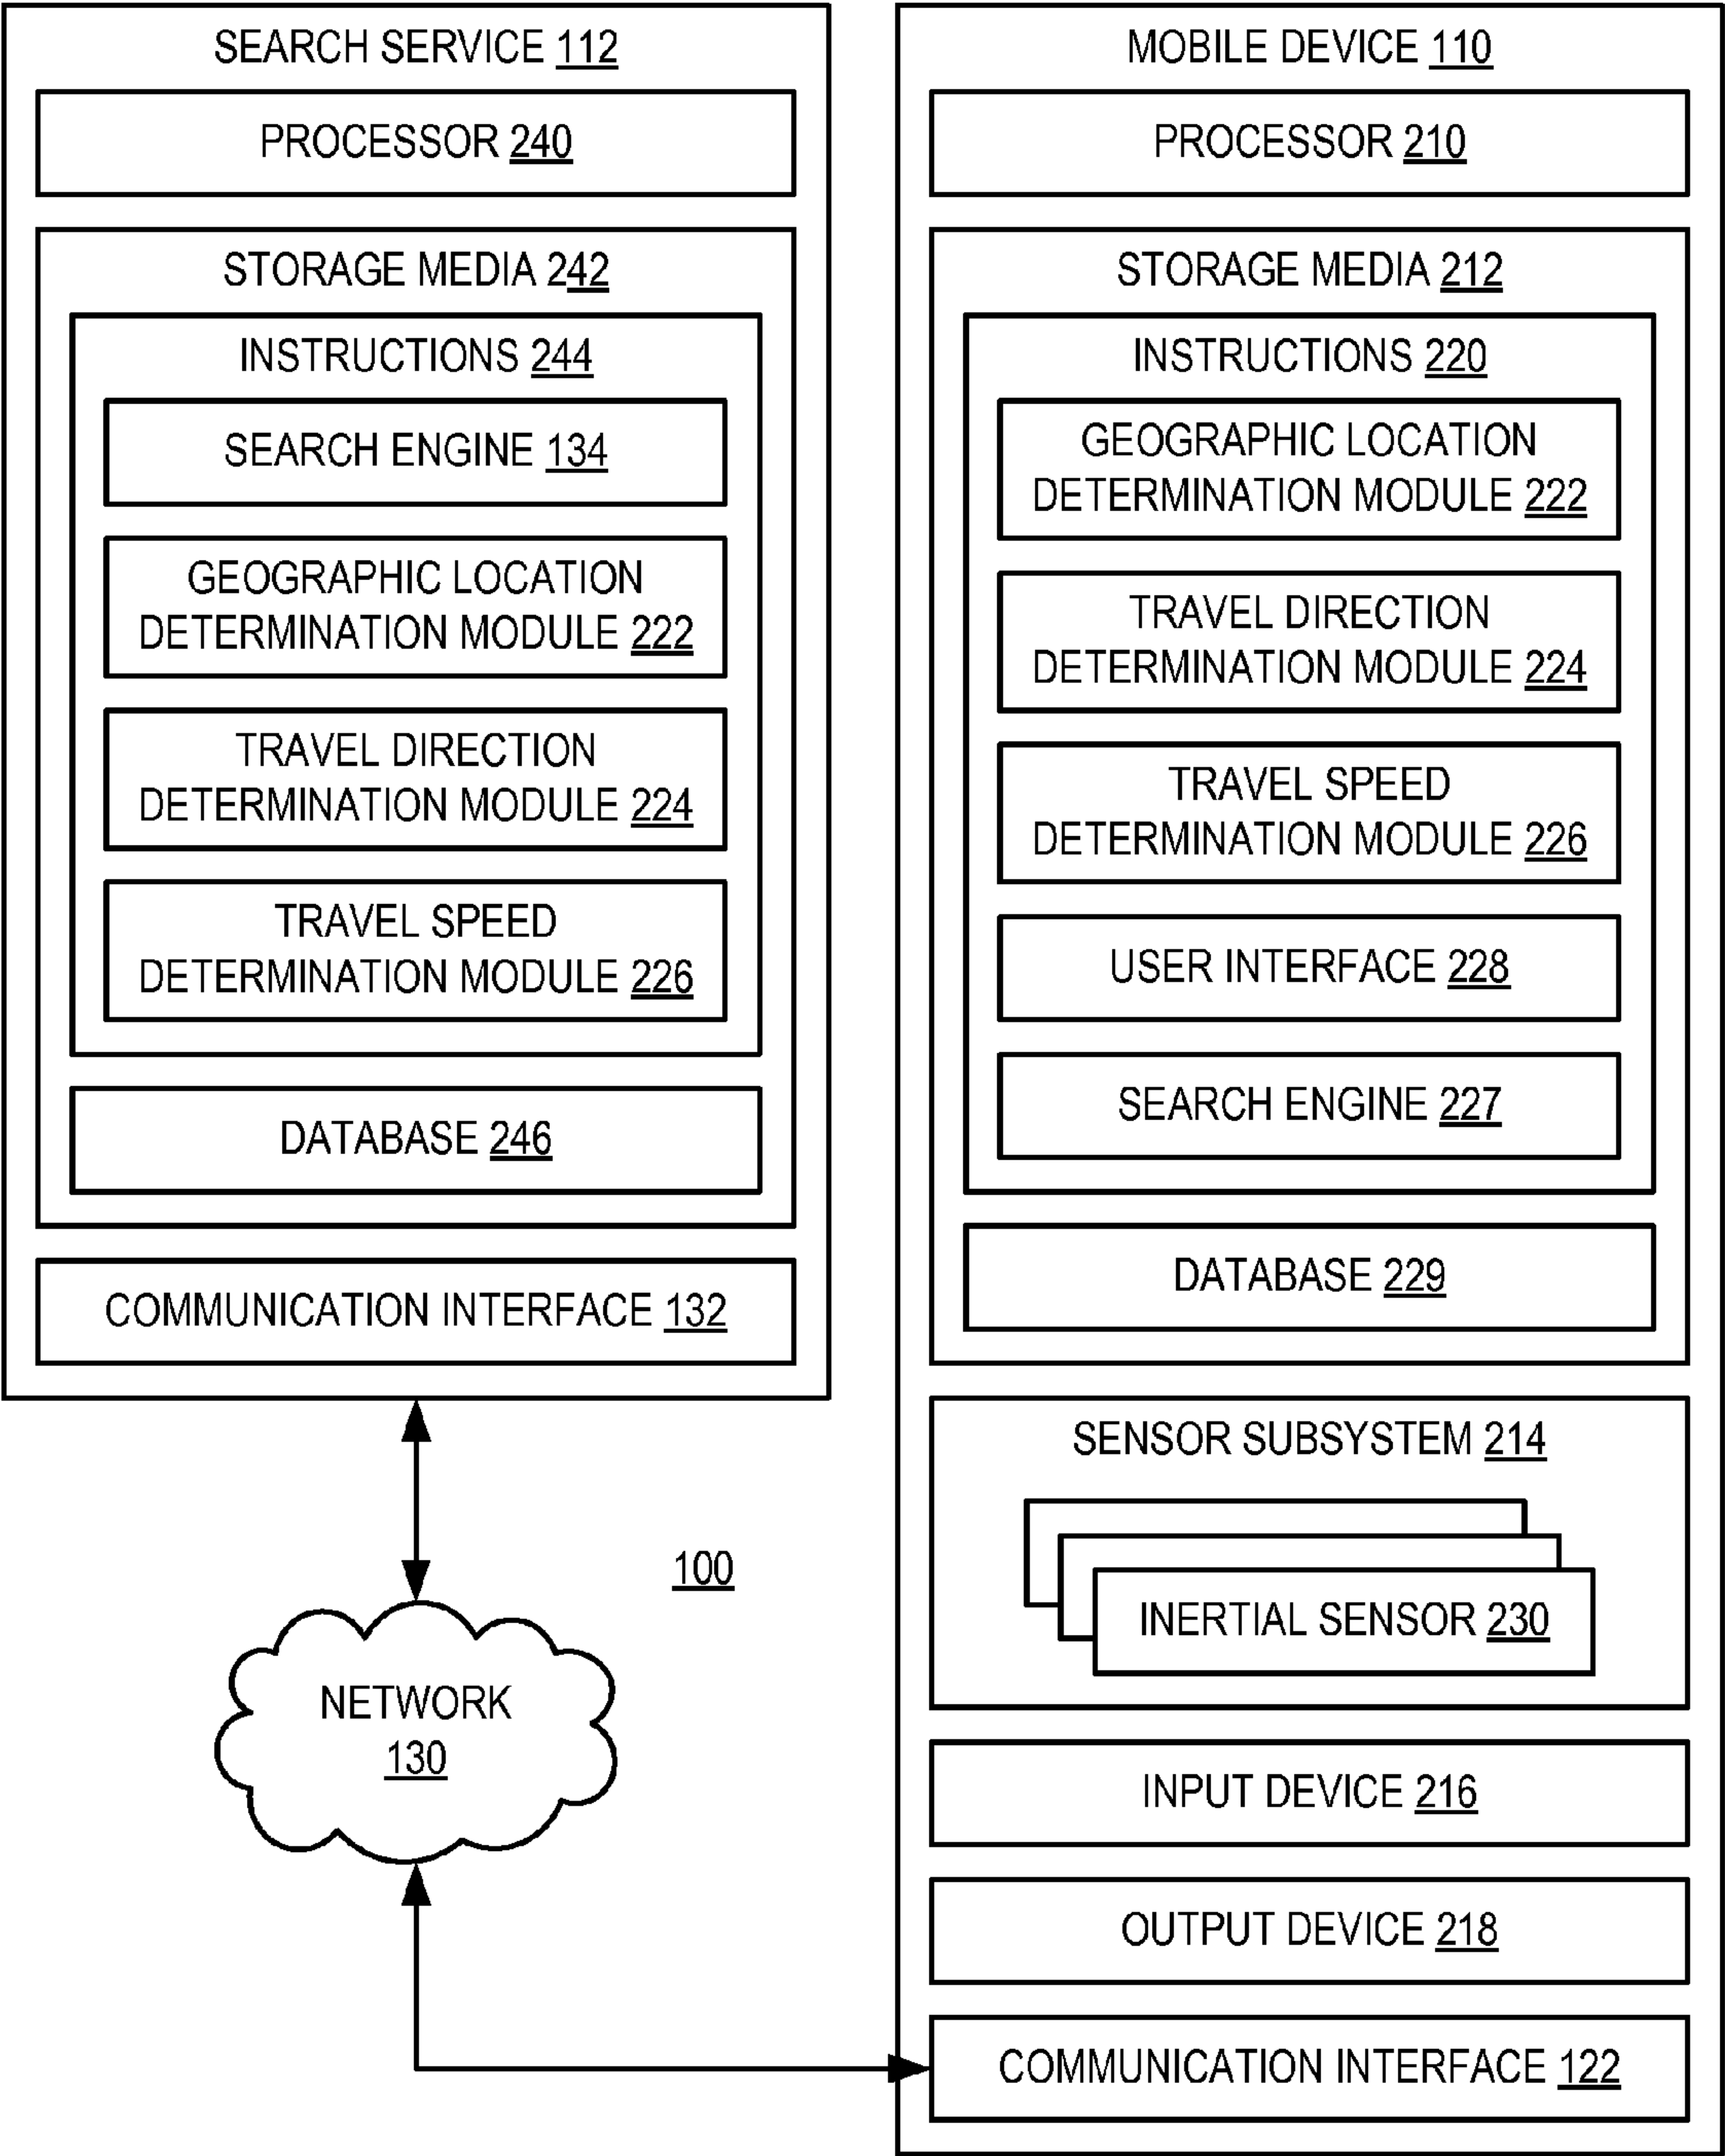 SEARCH SERVICE 112
PROCESSOR 240
STORAGE MEDIA 242
INSTRUCTIONS 244
SEARCH ENGINE 134
GEOGRAPHIC LOCATION
DETERMINATION MODULE 222
TRAVEL DIRECTION
DETERMINATION MODULE 224
TRAVEL SPEED
DETERMINATION MODULE 226
DATABASE 246
COMMUNICATION INTERFACE 132
100
NETWORK
130
MOBILE DEVICE 110
PROCESSOR 210
STORAGE MEDIA 212
INSTRUCTIONS 220
GEOGRAPHIC LOCATION
DETERMINATION MODULE 222
TRAVEL DIRECTION
DETERMINATION MODULE 224
TRAVEL SPEED
DETERMINATION MODULE 226
USER INTERFACE 228
SEARCH ENGINE 227
DATABASE 229
SENSOR SUBSYSTEM 214
INERTIAL SENSOR 230
INPUT DEVICE 216
OUTPUT DEVICE 218
COMMUNICATION INTERFACE 122